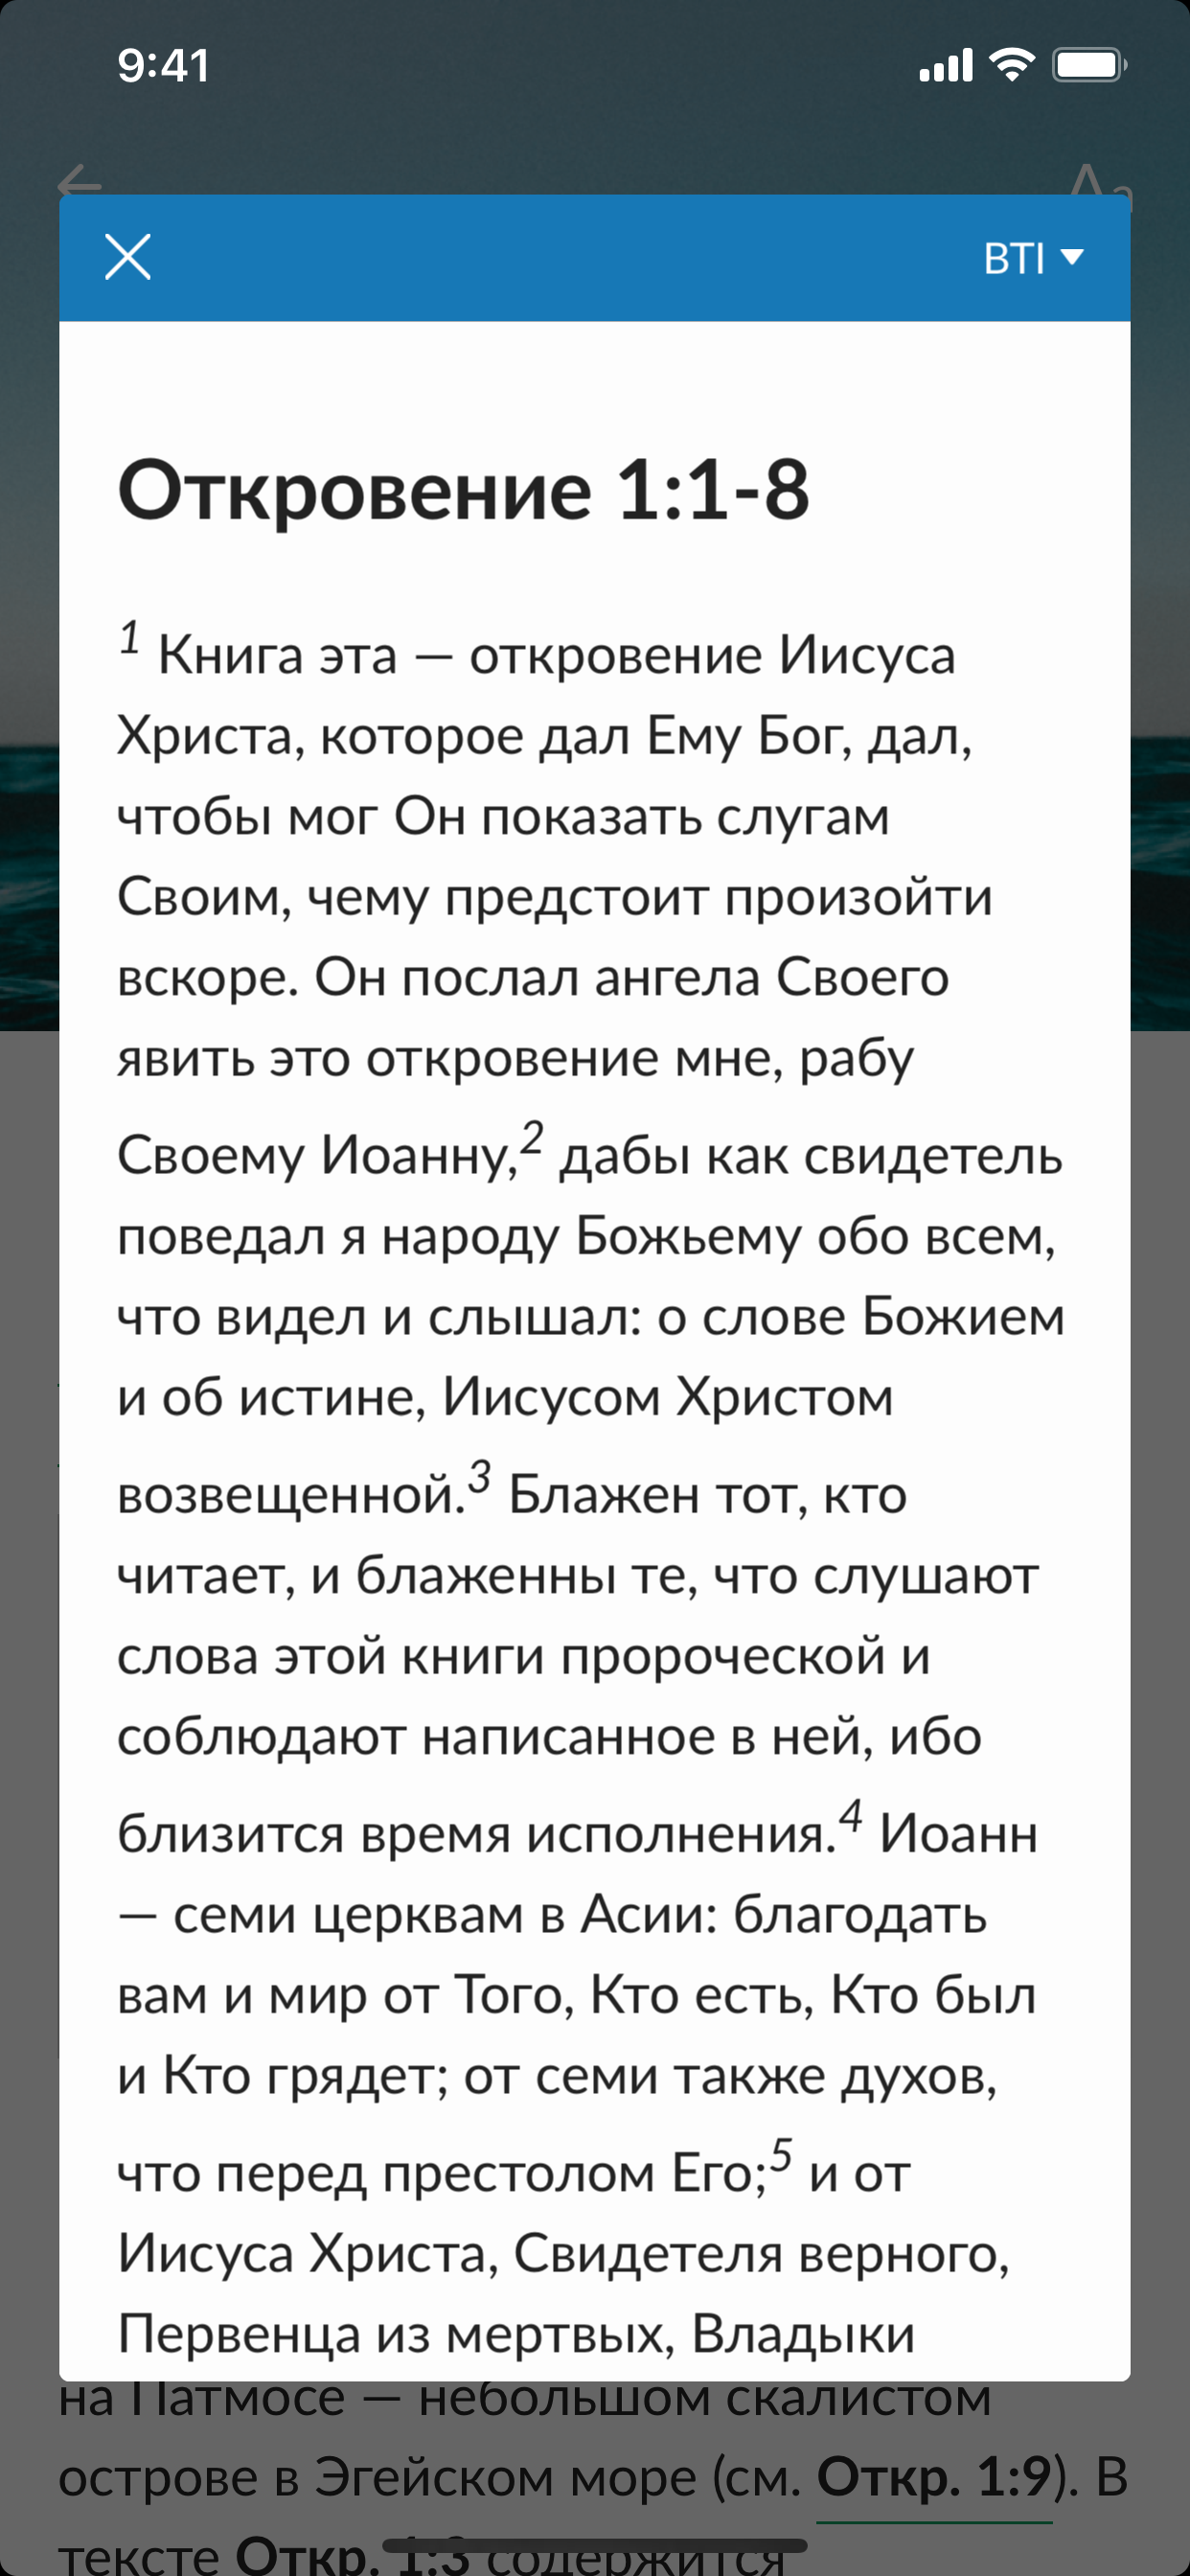 9:41
BTI
Откровение 1:1-8
1 Книга эта — откровение Иисуса
Христа, которое дал Ему Бог, дал,
чтобы мог Он показать слугам
Своим, чему предстоит произойти
вскоре. Он послал ангела Своего
явить это откровение мне, рабу
Своему Иоанну,2 дабы как свидетель
поведал я народу Божьему обо всем,
что видел и слышал: о слове Божием
и об истине, Иисусом Христом
возвещенной.3 Блажен тот, кто
читает, и блаженны те, что слушают
слова этой книги пророческой и
соблюдают написанное в ней, ибо
близится время исполнения.4 Иоанн
— семи церквам в Асии: благодать
вам и мир от Того, Кто есть, Кто был
и Кто грядет; от семи также духов,
что перед престолом Его;5 и от
Иисуса Христа, Свидетеля верного,
Первенца из мертвых, Владыки
на Патмосе — небольшом скалистом
острове в Эгейском море (см. Откр. 1:9). В
тексте Откр. 1:3 содержится